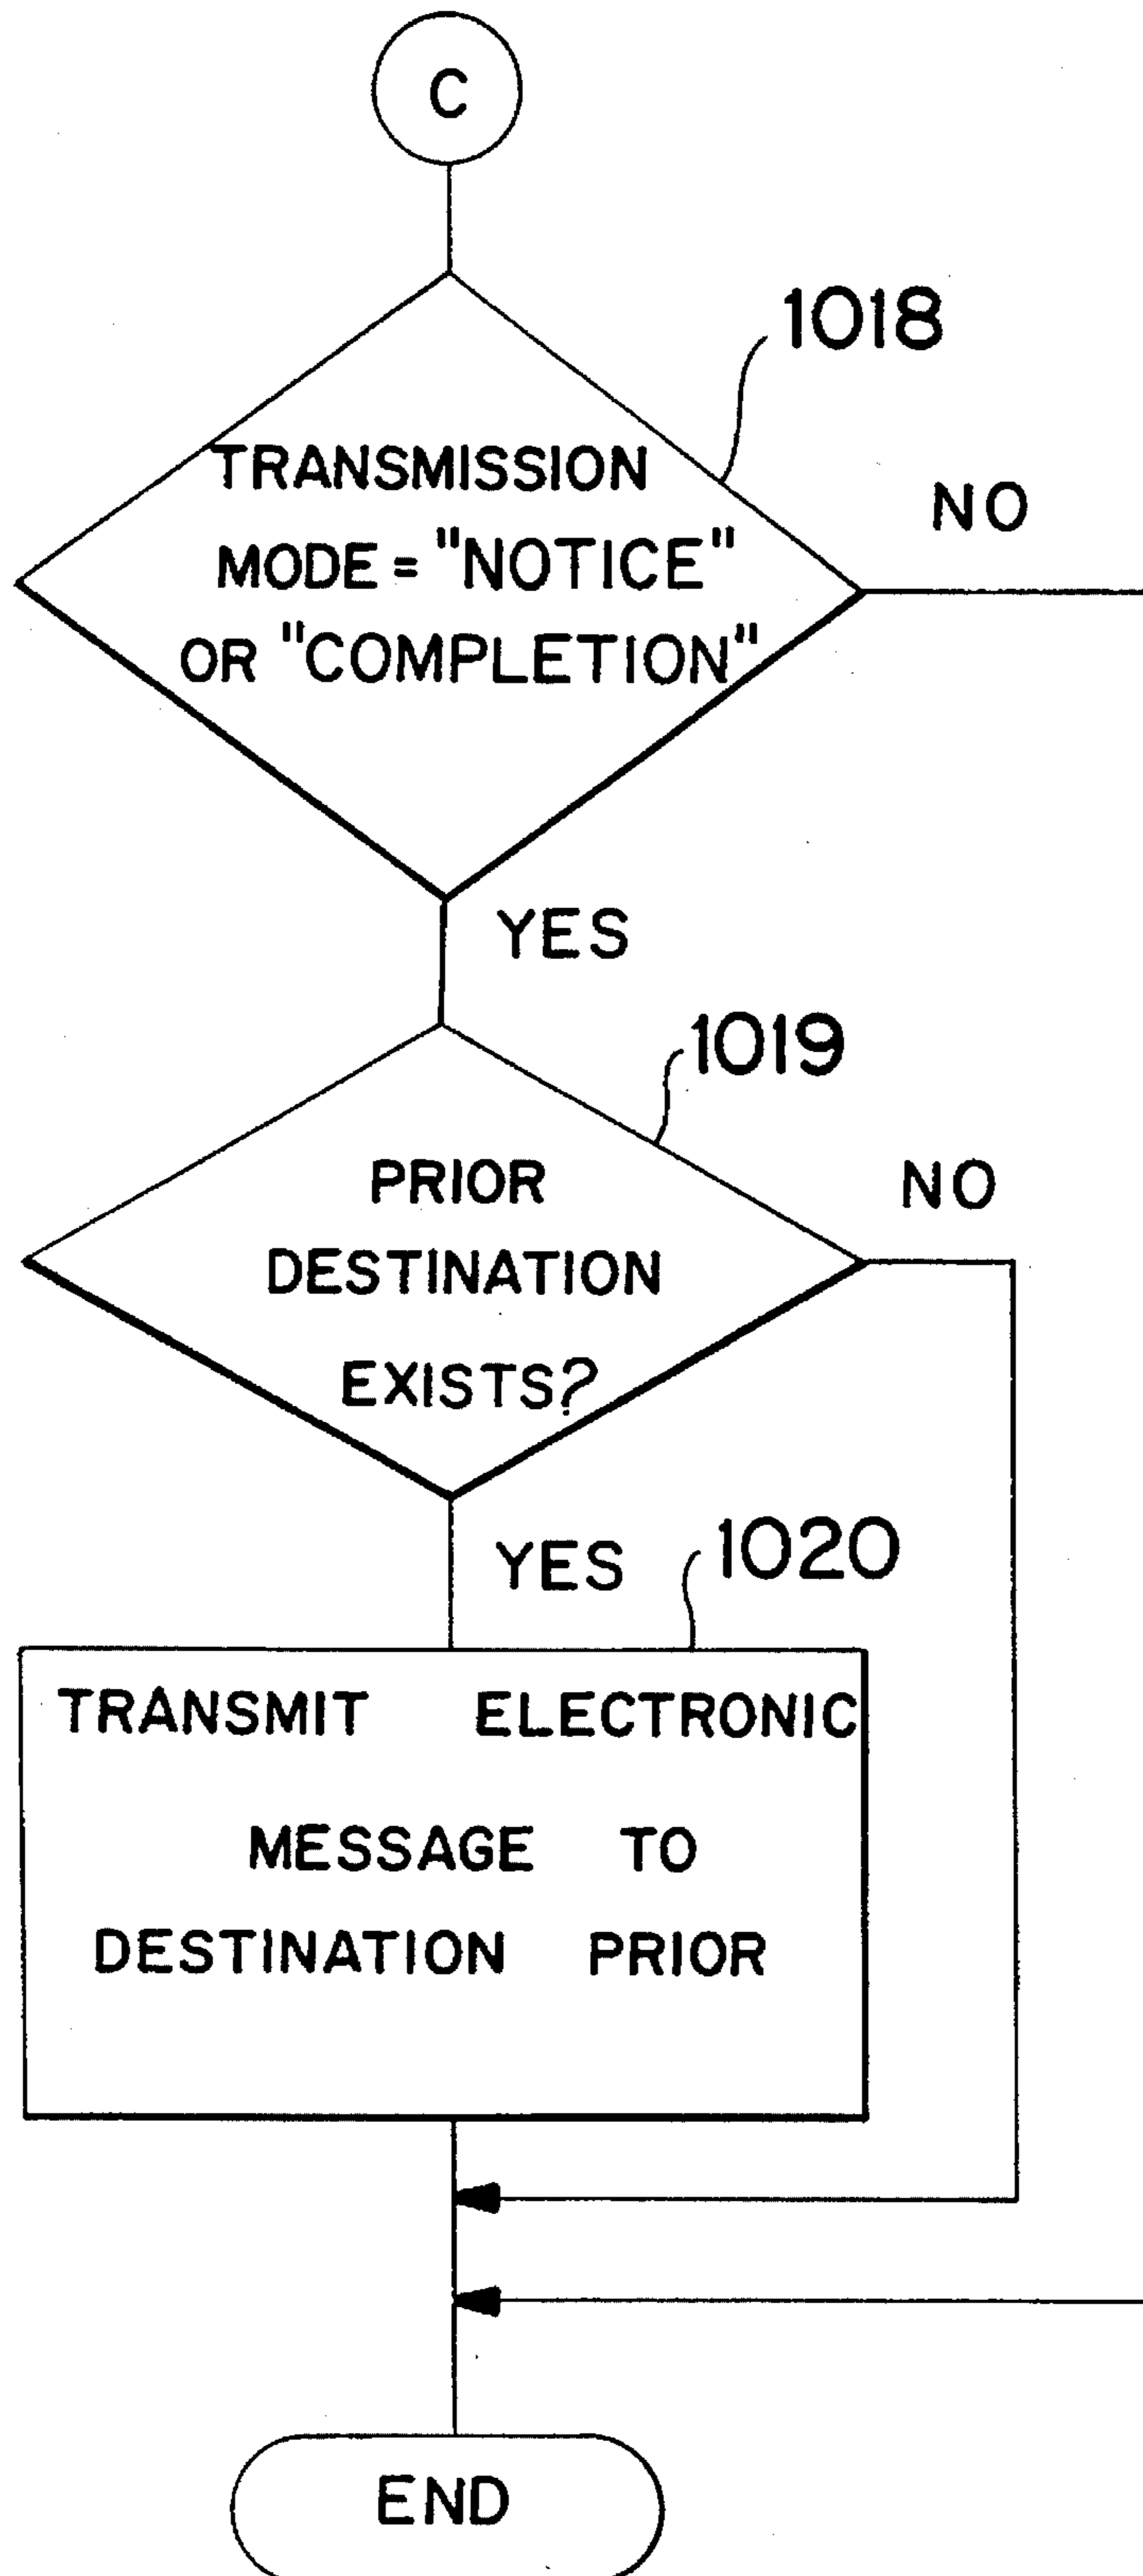 C
1018
TRANSMISSION
NO
MODE = "NOTICE"
OR "COMPLETION"
YES
1019
PRIOR
NO
DESTINATION
EXISTS?
YES
1020
TRANSMIT ELECTRONIC
MESSAGE TO
DESTINATION PRIOR
END